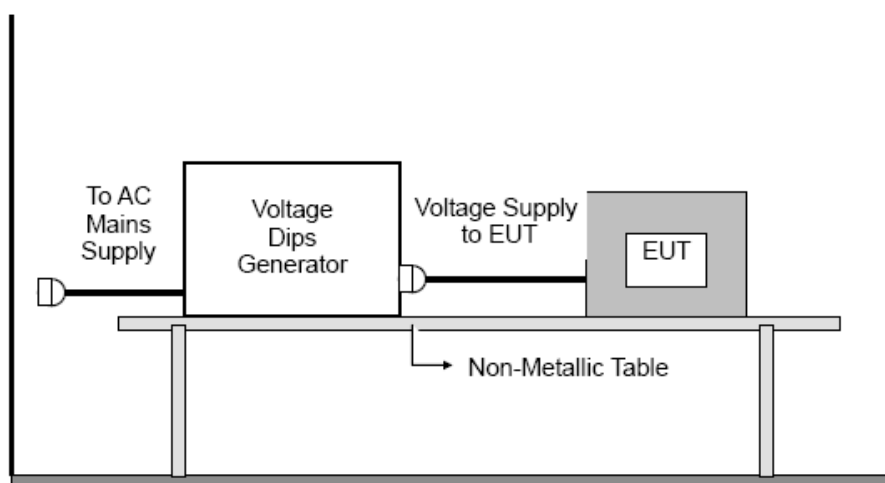 To AC
Mains
Supply
Voltage
Dips
Generator
Voltage Supply
to EUT
EUT
Non-Metallic Table